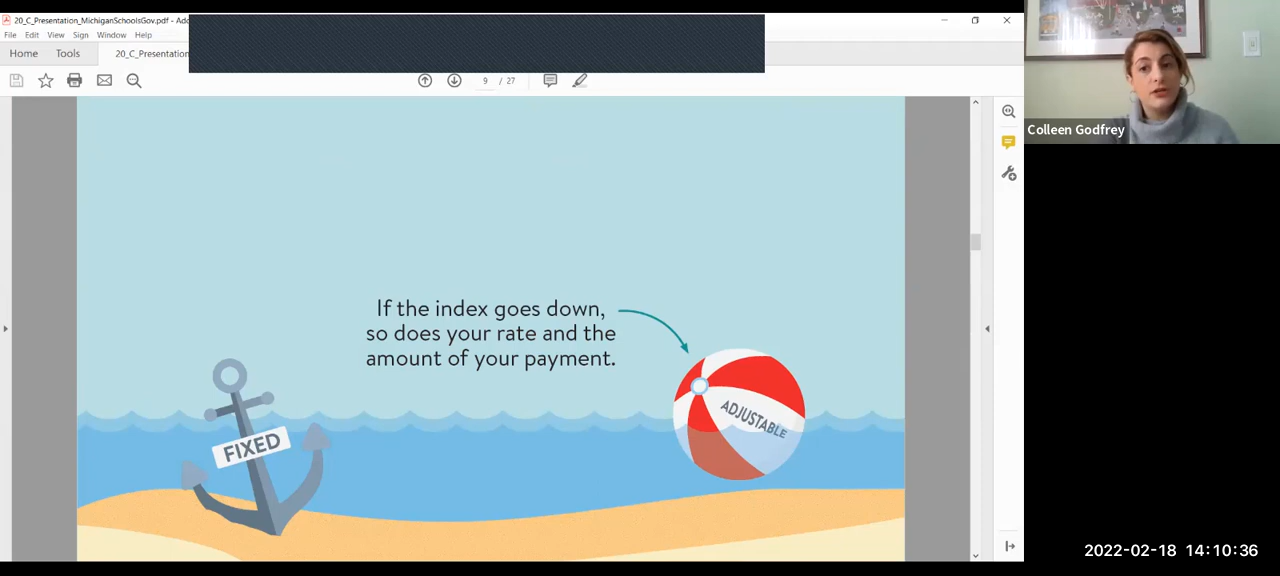 20_C_Presentation_MichiganSchoolsGov.pdf - Ado
File Edit View Sign Window Help
Home Tools 20_C_Presentation
9 / 27
Colleen Godfrey
If the index goes down,
so does your rate and the
amount of your payment.
ADJUSTABLE
FIXED
2022-02-18 14:10:36